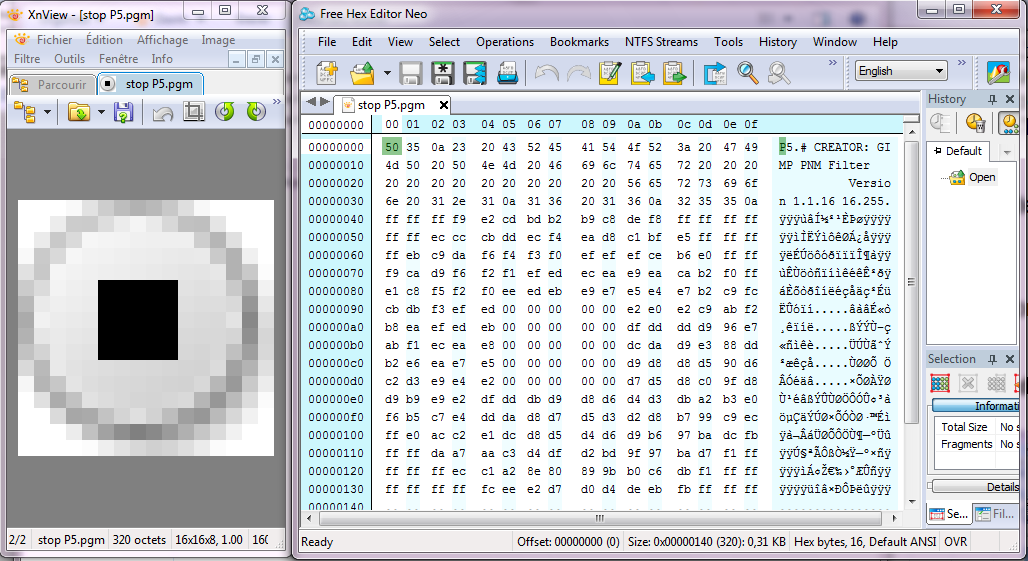 XnView - [stop P5.pgm]
Fichier Édition Affichage Image
Filtre Outils Fenêtre Info
Parcourir stop P5.pgm
2/2 stop P5.pgm 320 octets 16x16x8, 1.00 160
Free Hex Editor Neo
File Edit View Select Operations Bookmarks NTFS Streams Tools History Window Help
English
stop P5.pgm
00000000 00 01 02 03 04 05 06 07 08 09 0a 0b 0c 0d 0e 0f
00000000 50 35 0a 23 20 43 52 45 41 54 4f 52 3a 20 47 49 P5.# CREATOR: GI
00000010 4d 50 20 50 4e 4d 20 46 69 6c 74 65 72 20 20 20 MP PNM Filter
00000020 20 20 20 20 20 20 20 20 20 20 56 65 72 73 69 6f Versio
00000030 6e 20 31 2e 31 0a 31 36 20 31 36 0a 32 35 35 0a n 1.1.16 16.255.
00000040 ff ff ff f9 e2 cd bd b2 b9 c8 de f8 ff ff ff ff ÿÿÿùâÍ½²¹ÈÞøÿÿÿÿ
00000050 ff ff ec cc cb dd ec f4 ea d8 c1 bf e5 ff ff ff ÿÿìÌËÝìôêØÁ¿åÿÿÿ
00000060 ff eb c9 da f6 f4 f3 f0 ef ef ef ce b6 e0 ff ff ÿëÉÚöôóðïïïÎ¶àÿÿ
00000070 f9 ca d9 f6 f2 f1 ef ed ec ea e9 ea ca b2 f0 ff ùÊÙöòñïíìêéêÊ²ðÿ
00000080 e1 c8 f5 f2 f0 ee ed eb e9 e7 e5 e4 e7 b2 c9 fc áÈõòðîíëéçåäç²Éü
00000090 cb db f3 ef ed 00 00 00 00 00 e2 e0 e2 c9 ab f2 ËÛóïí.....âàâÉ«ò
000000a0 b8 ea ef ed eb 00 00 00 00 00 df dd dd d9 96 e7 ¸êïíë.....ßÝÝÙ–ç
000000b0 ab f1 ec ea e8 00 00 00 00 00 dc da d9 e3 88 dd «ñìêè.....ÜÚÙãˆÝ
000000c0 b2 e6 ea e7 e5 00 00 00 00 00 d9 d8 d8 d5 90 d6 ²æêçå.....ÙØØÕ Ö
000000d0 c2 d3 e9 e4 e2 00 00 00 00 00 d7 d5 d8 c0 9f d8 ÂÓéäâ.....×ÕØÀŸØ
000000e0 d9 b9 e9 e2 df dd db d9 d8 d6 d4 d3 db a2 b3 e0 Ù¹éâßÝÛÙØÖÔÓÛ¢³à
000000f0 f6 b5 c7 e4 dd da d8 d7 d5 d3 d2 d8 b7 99 c9 ec öµÇäÝÚØ×ÕÓÒØ·™Éì
00000100 ff e0 ac c2 e1 dc d8 d5 d4 d6 d9 b6 97 ba dc fb ÿà¬ÂáÜØÕÔÖÙ¶—ºÜû
00000110 ff ff da a7 aa c3 d4 df d2 bd 9f 97 ba d7 f1 ff ÿÿÚ§ªÃÔßÒ½Ÿ—º×ñÿ
00000120 ff ff ff ec c1 a2 8e 80 89 9b b0 c6 db f1 ff ff ÿÿÿìÁ¢Ž€‰›°ÆÛñÿÿ
00000130 ff ff ff ff fc ee e2 d7 d0 d4 de eb fb ff ff ff ÿÿÿÿüîâ×ÐÔÞëûÿÿÿ
00000140
History
Default
Open
Selection
Informati
Total Size No s
Fragments No s
Details
Se... Fil...
Ready Offset: 00000000 (0) Size: 0x00000140 (320): 0,31 KB Hex bytes, 16, Default ANSI OVR